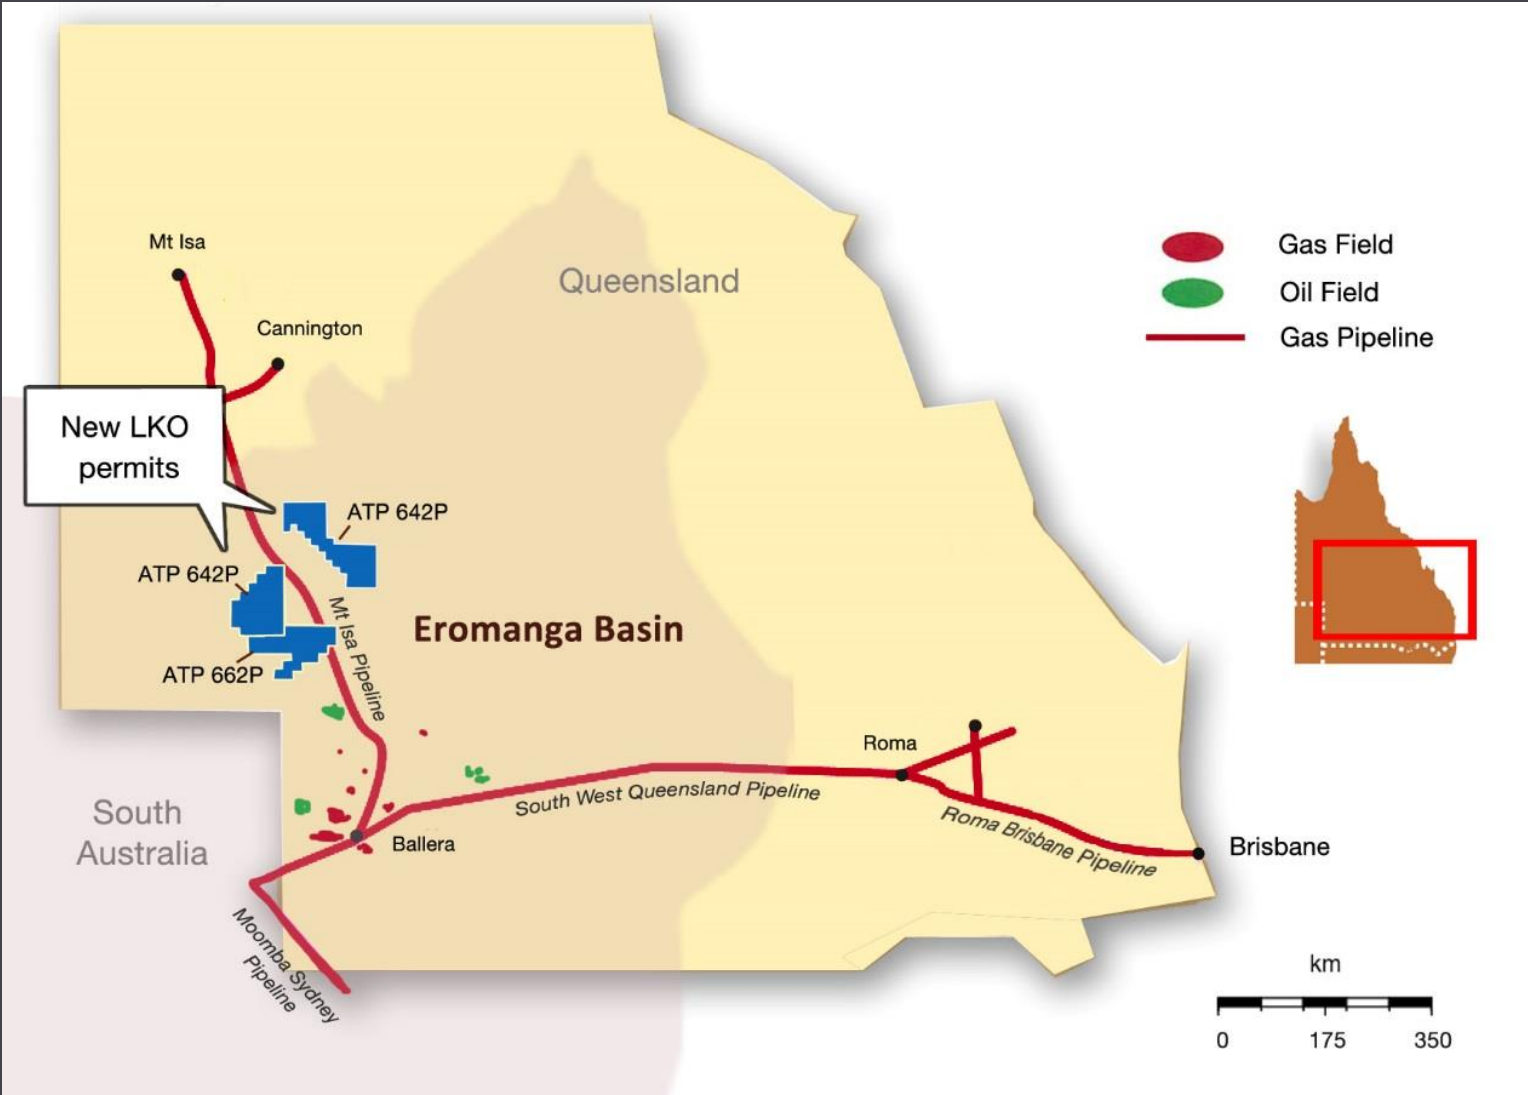 Mt Isa
Queensland
Cannington
New LKO
permits
ATP 642P
ATP 642P
ATP 662P
Mt Isa Pipeline
Eromanga Basin
Gas Field
Oil Field
Gas Pipeline
South
Australia
Ballera
South West Queensland Pipeline
Roma
Roma Brisbane Pipeline
Brisbane
Moomba Sydney
Pipeline
km
0 175 350